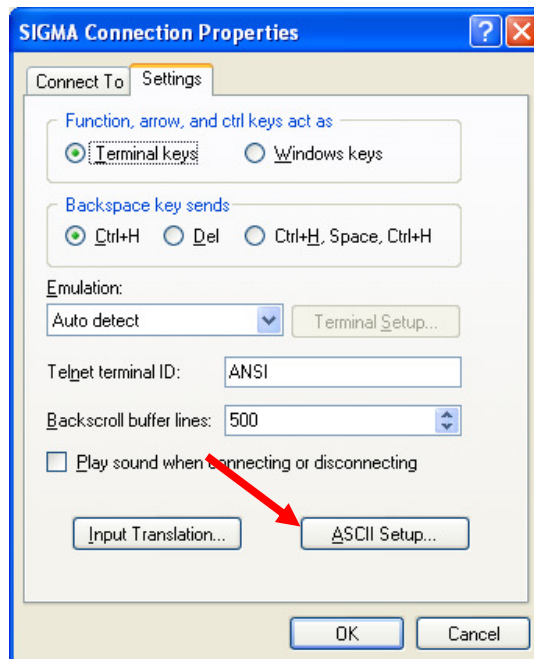 SIGMA Connection Properties
Connect To Settings
Function, arrow, and ctrl keys act as
Terminal keys Windows keys
Backspace key sends
Ctrl+H Del Ctrl+H, Space, Ctrl+H
Emulation:
Auto detect Terminal Setup...
Telnet terminal ID: ANSI
Backscroll buffer lines: 500
Play sound when connecting or disconnecting
Input Translation... ASCII Setup...
OK Cancel